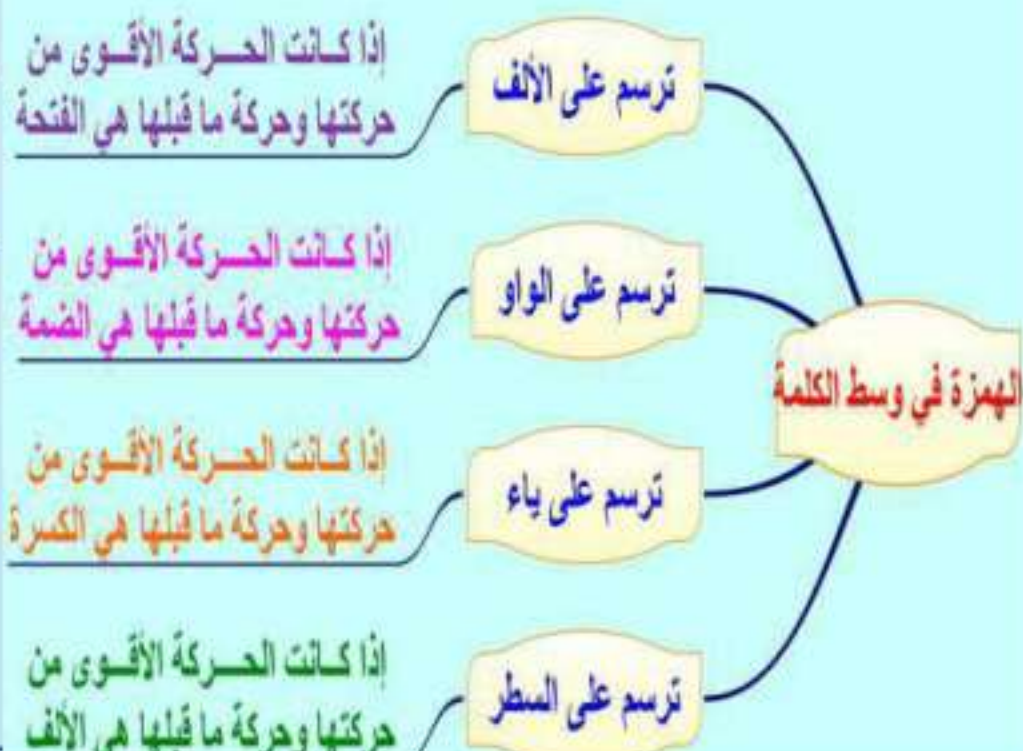 الهمزة في وسط الكلمة
ترسم على الألف
إذا كانت الحركة الأقوى من
حركتها وحركة ما قبلها هي الفتحة
ترسم على الواو
إذا كانت الحركة الأقوى من
حركتها وحركة ما قبلها هي الضمة
ترسم على ياء
إذا كانت الحركة الأقوى من
حركتها وحركة ما قبلها هي الكسرة
ترسم على السطر
إذا كانت الحركة الأقوى من
حركتها وحركة ما قبلها هي الألف